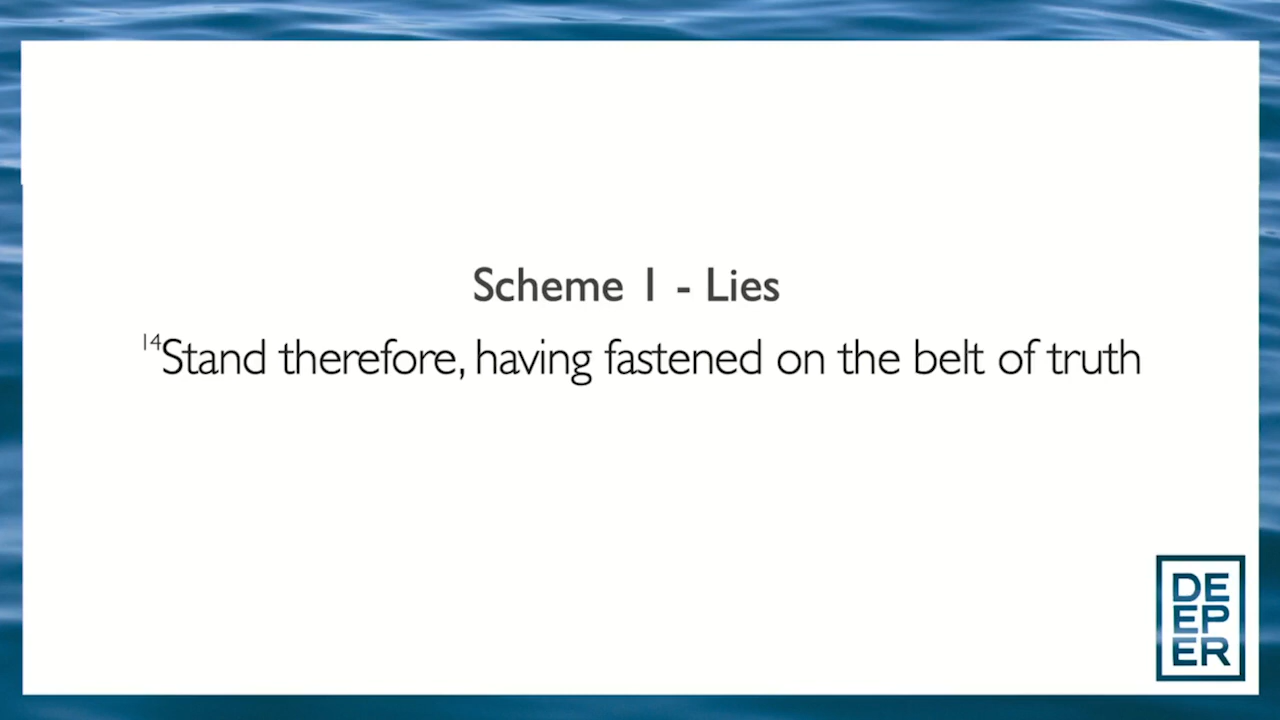 Scheme 1 - Lies
¹⁴Stand therefore, having fastened on the belt of truth
DE
EP
ER